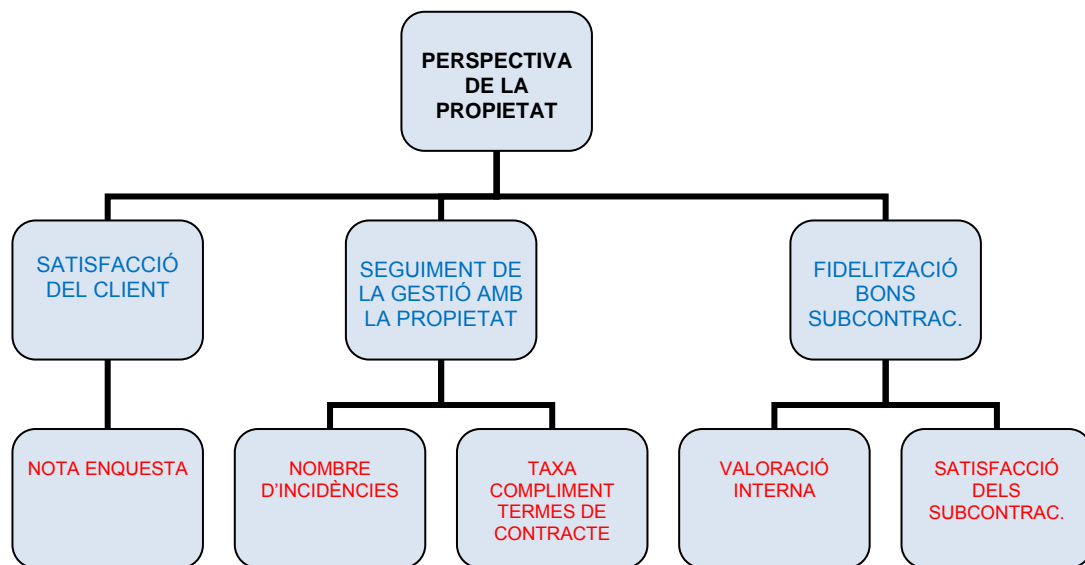 PERSPECTIVA
DE LA
PROPIETAT
SATISFACCIÓ
DEL CLIENT
SEGUIMENT DE
LA GESTIÓ AMB
LA PROPIETAT
FIDELITZACIÓ
BONS
SUBCONTRAC.
NOTA ENQUESTA
NOMBRE
D’INCIDÈNCIES
TAXA
COMPLIMENT
TERMES DE
CONTRACTE
VALORACIÓ
INTERNA
SATISFACCIÓ
DELS
SUBCONTRAC.